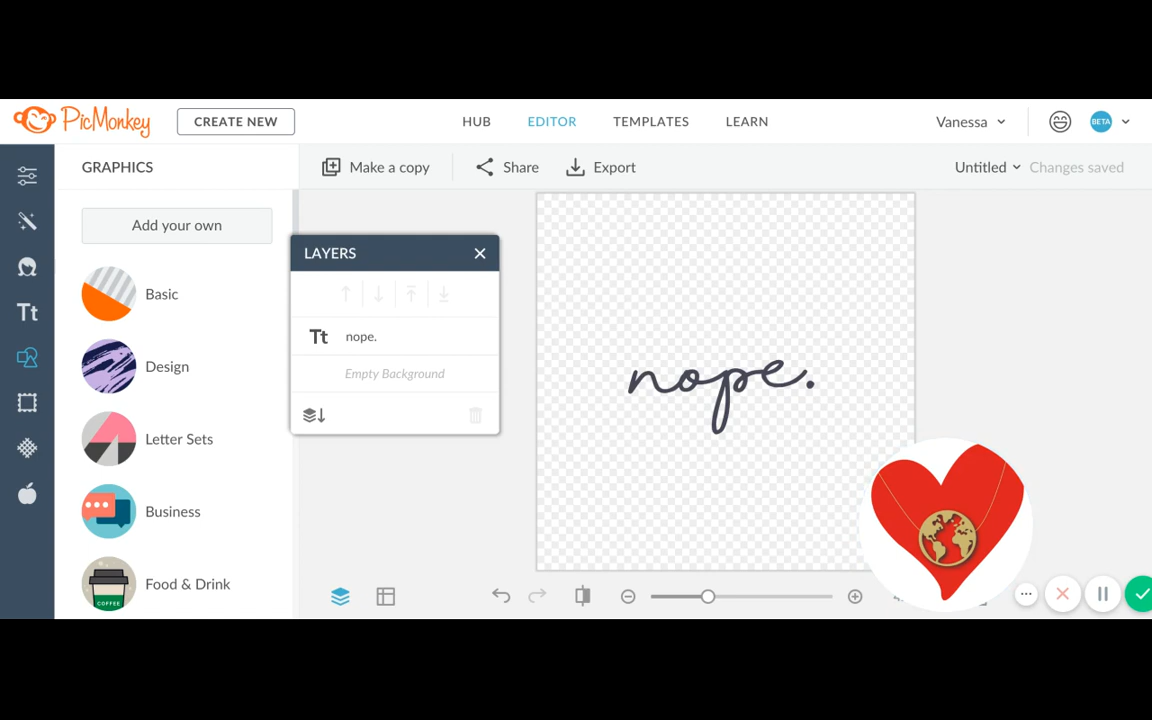 PicMonkey
CREATE NEW
HUB
EDITOR
TEMPLATES
LEARN
Vanessa
BETA
GRAPHICS
Make a copy
Share
Export
Untitled
Changes saved
Add your own
LAYERS
Basic
Tt
Tt nope.
Design
Empty Background
nope.
Letter Sets
Business
Food & Drink
COFFEE